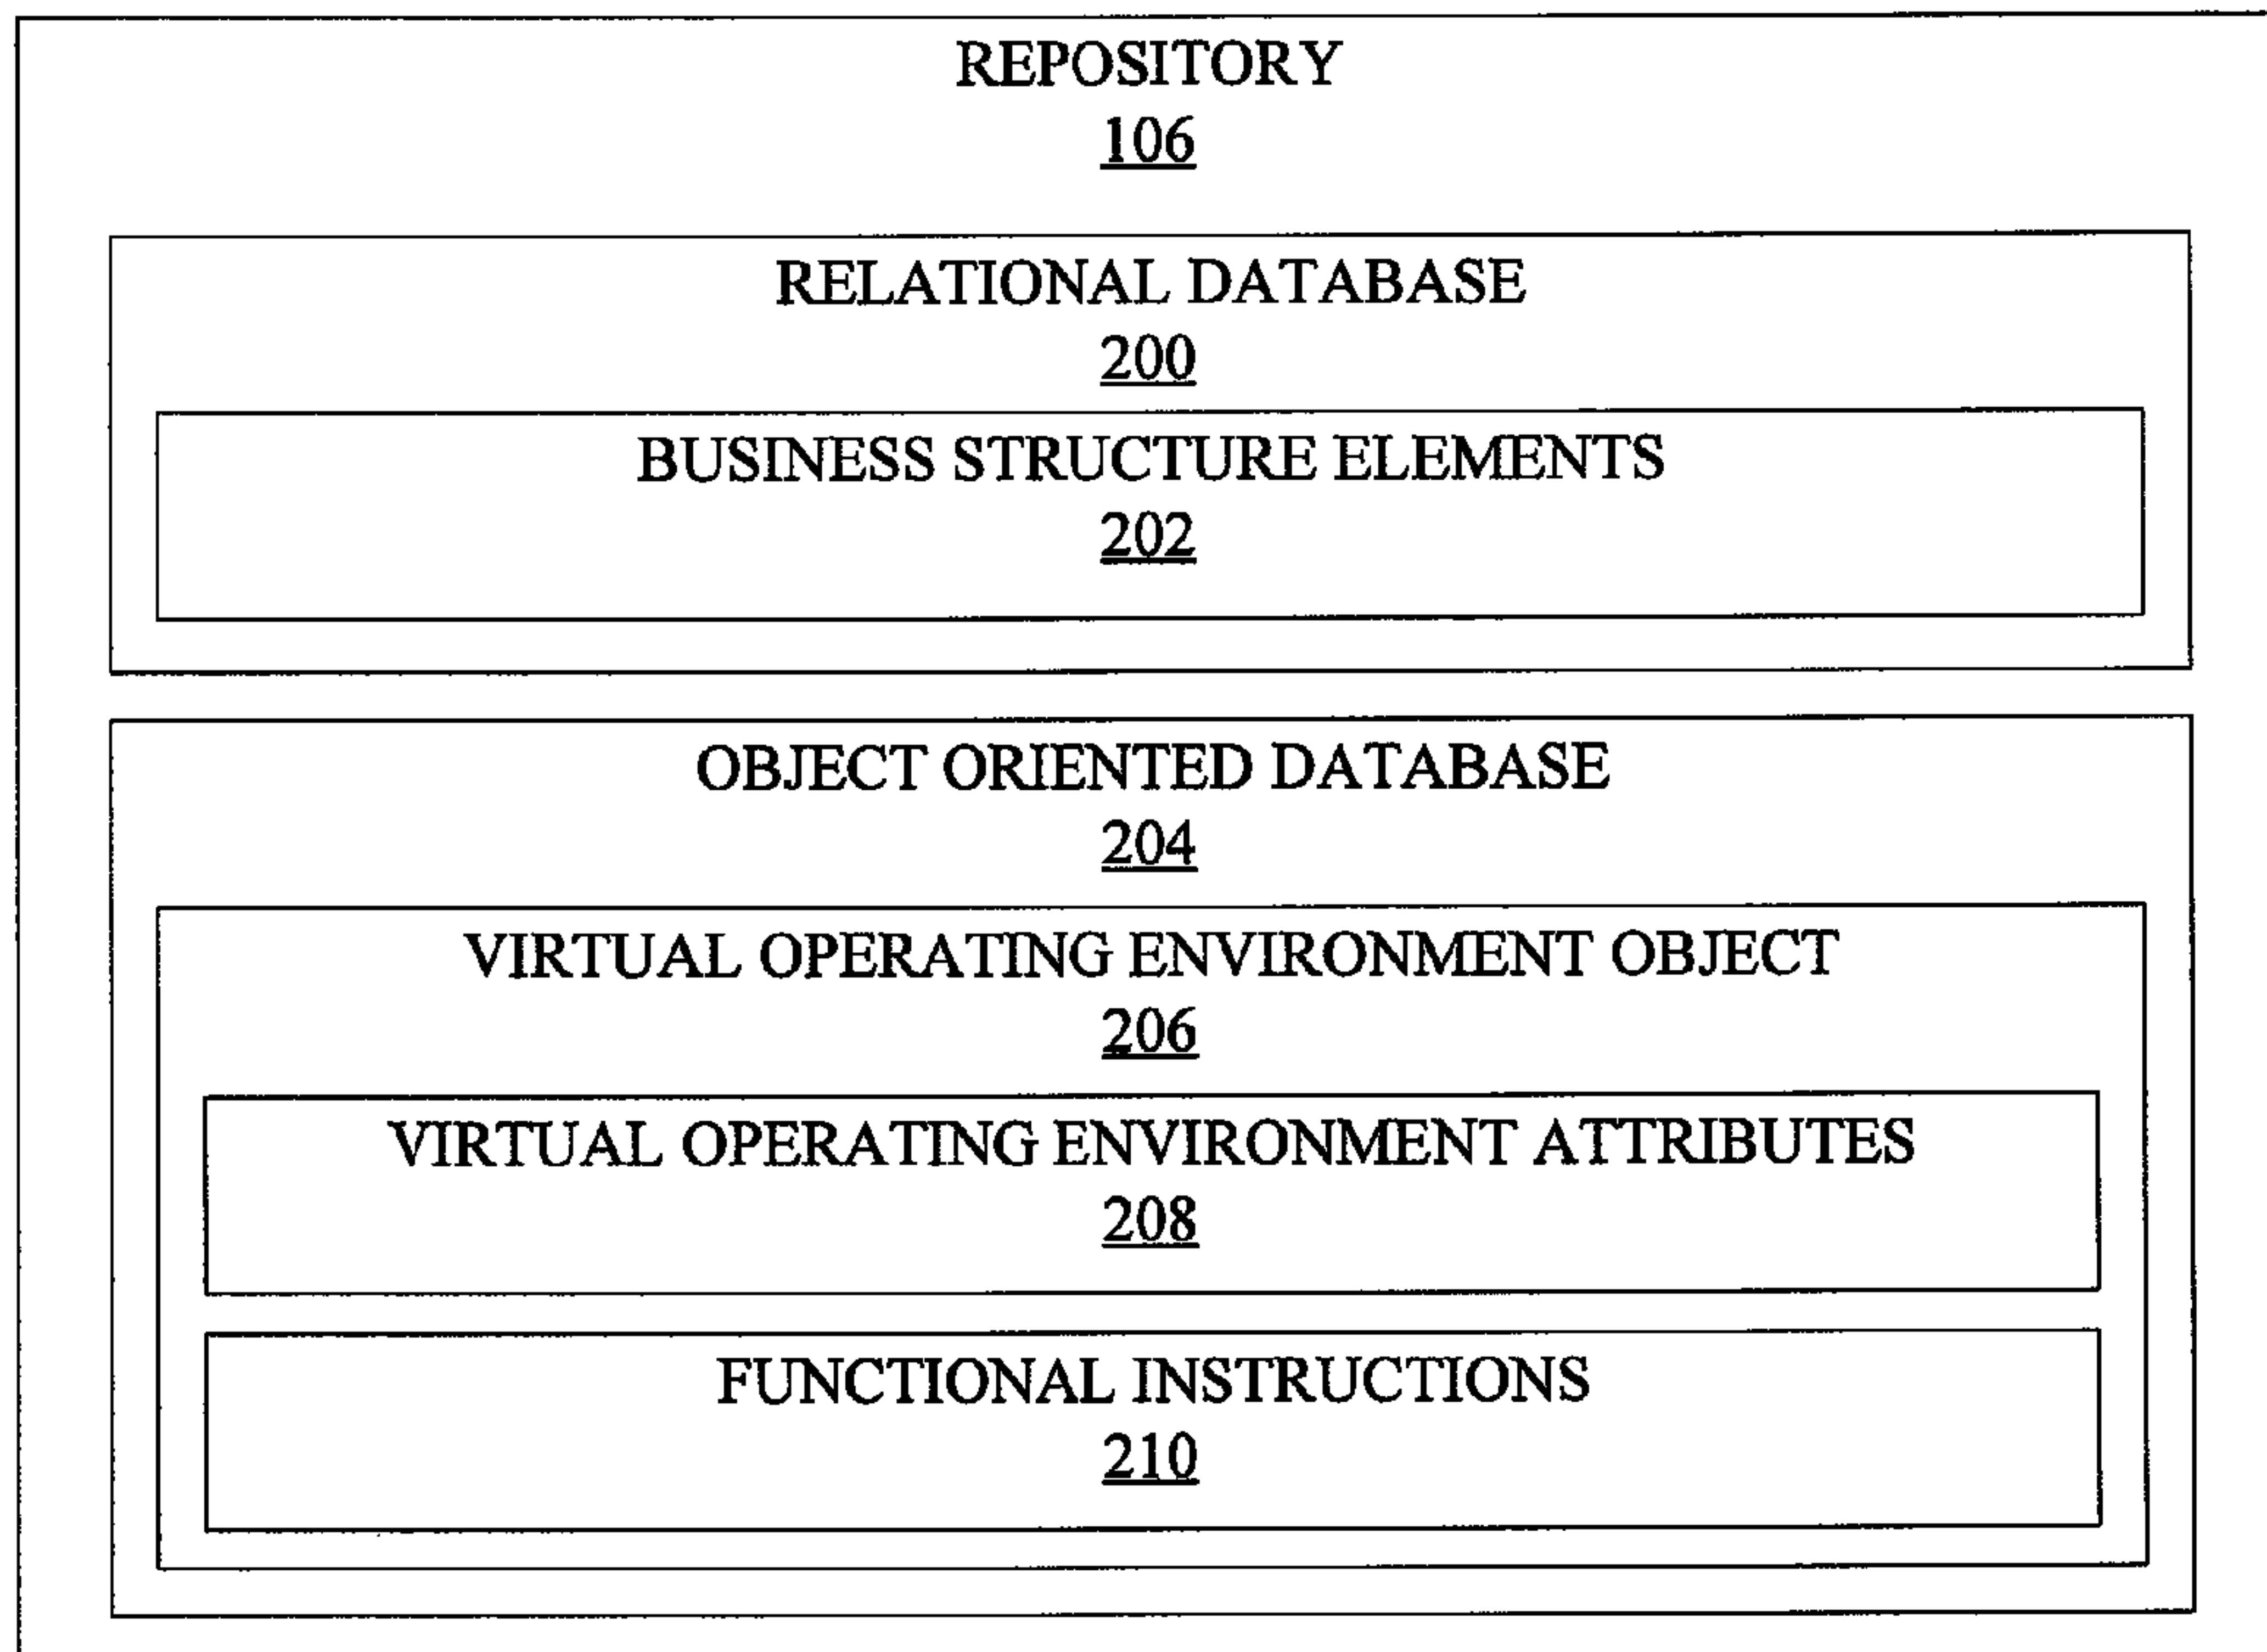 REPOSITORY
106
RELATIONAL DATABASE
200
BUSINESS STRUCTURE ELEMENTS
202
OBJECT ORIENTED DATABASE
204
VIRTUAL OPERATING ENVIRONMENT OBJECT
206
VIRTUAL OPERATING ENVIRONMENT ATTRIBUTES
208
FUNCTIONAL INSTRUCTIONS
210